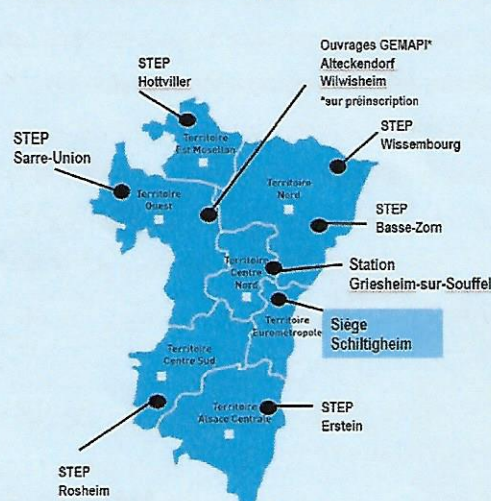 Ouvrages GEMAPI*
Alteckendorf
Wilwisheim
*sur préinscription
STEP
Hottviller
STEP
Wissembourg
STEP
Sarre-Union
Territoire
Est Mosellan
Territoire
Nord
Territoire
Ouest
STEP
Basse-Zorn
Territoire
Centre
Nord
Station
Griesheim-sur-Souffel
Siège
Schiltigheim
Territoire
Eurométropole
Territoire
Centre Sud
Territoire
Alsace Centrale
STEP
Erstein
STEP
Rosheim